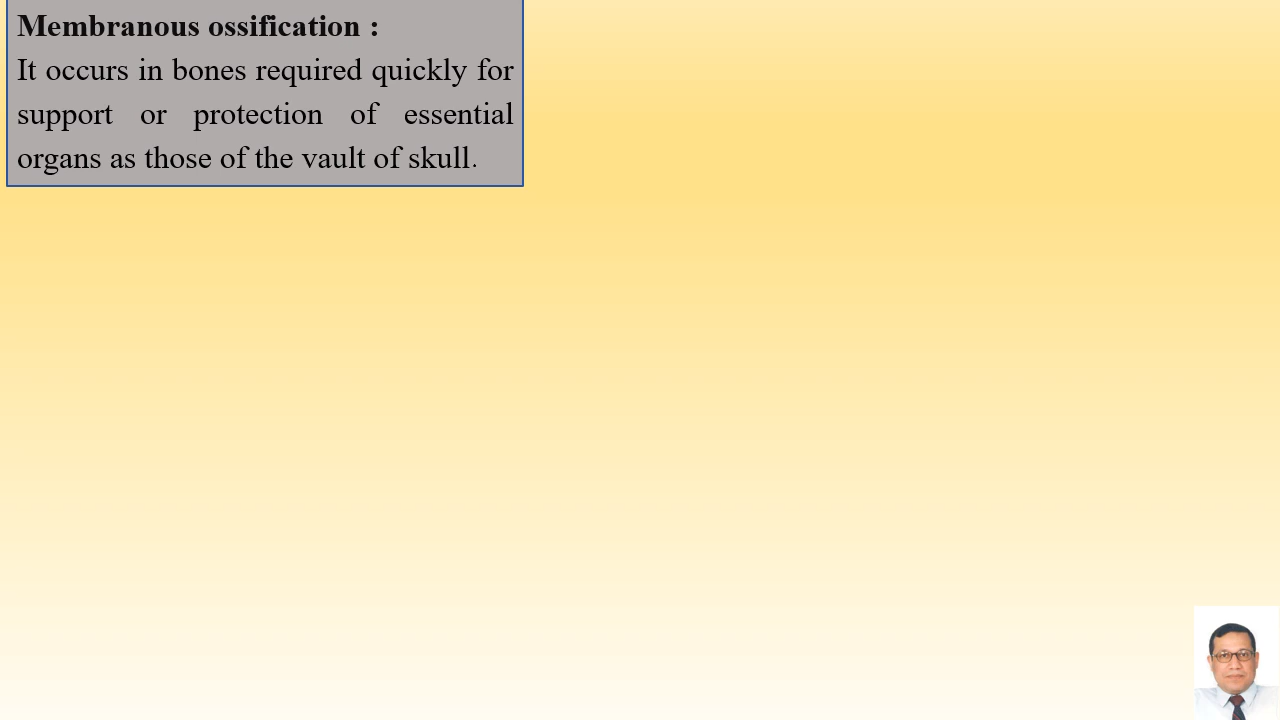 Membranous ossification :
It occurs in bones required quickly for
support or protection of essential
organs as those of the vault of skull.